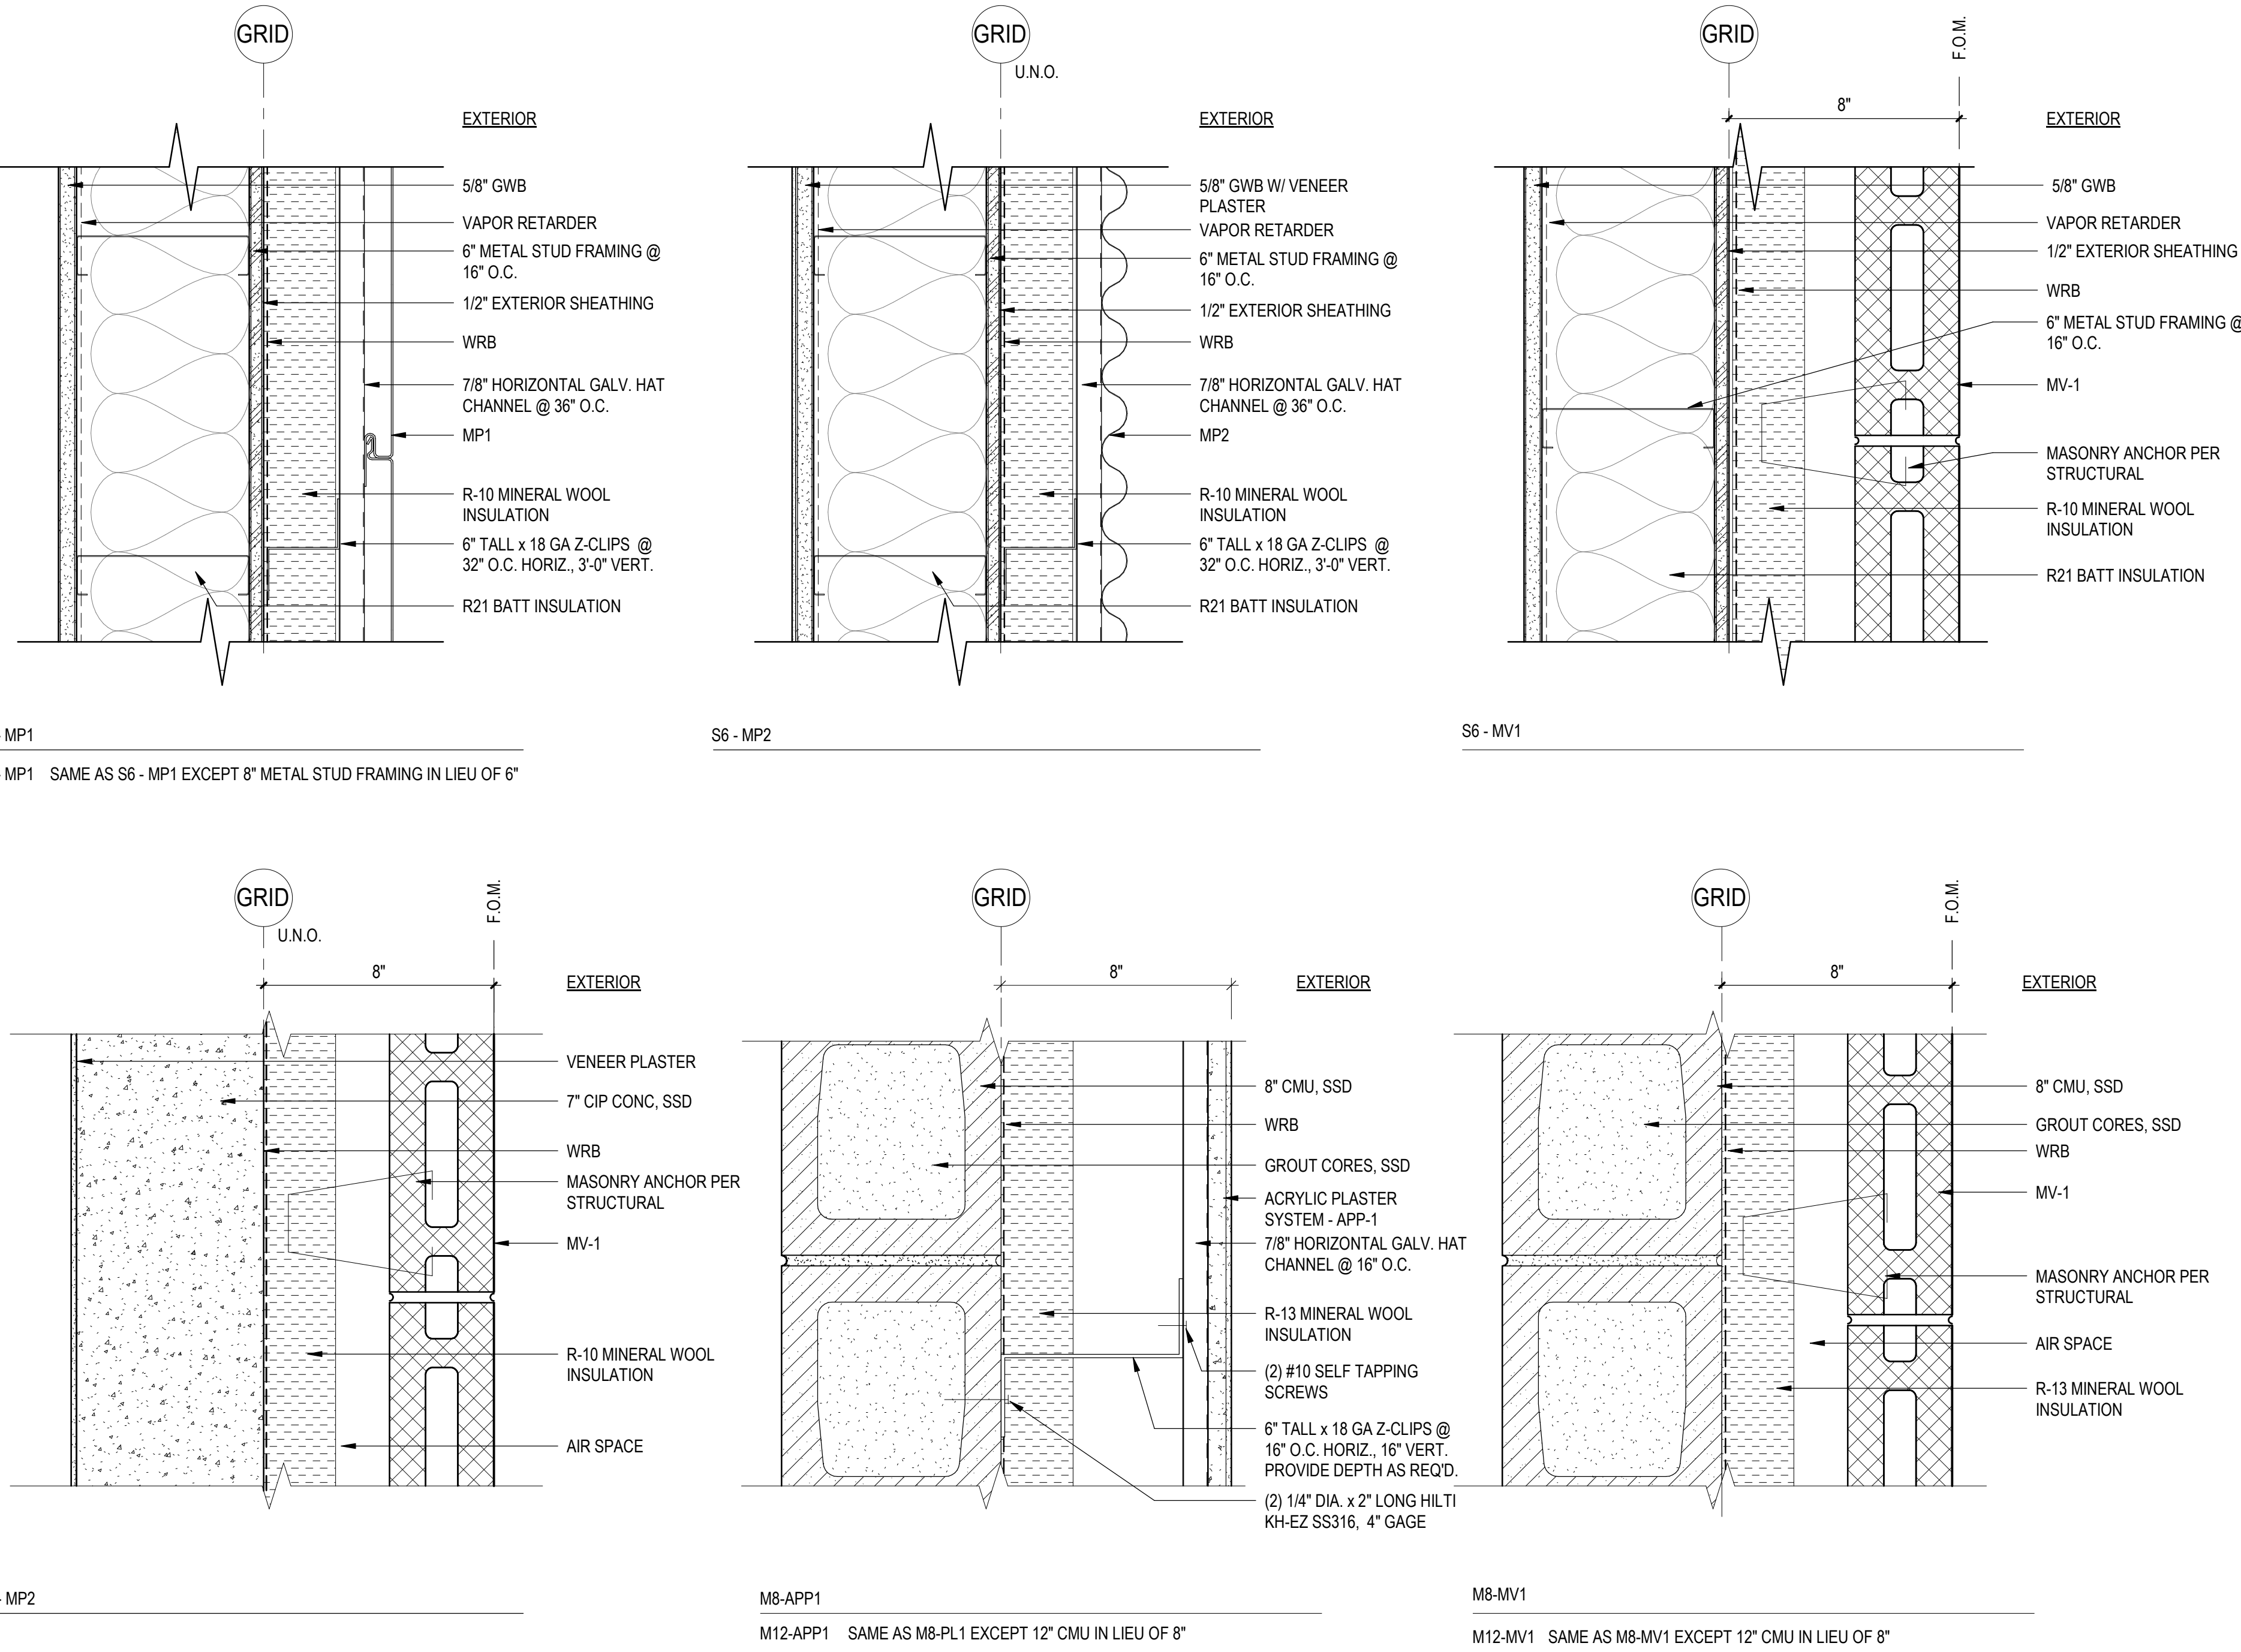 GRID
EXTERIOR
5/8" GWB
VAPOR RETARDER
6" METAL STUD FRAMING @
16" O.C.
1/2" EXTERIOR SHEATHING
WRB
7/8" HORIZONTAL GALV. HAT
CHANNEL @ 36" O.C.
MP1
R-10 MINERAL WOOL
INSULATION
6" TALL x 18 GA Z-CLIPS @
32" O.C. HORIZ., 3'-0" VERT.
R21 BATT INSULATION
- MP1
- MP1 SAME AS S6 - MP1 EXCEPT 8" METAL STUD FRAMING IN LIEU OF 6"
GRID
U.N.O.
EXTERIOR
5/8" GWB W/ VENEER
PLASTER
VAPOR RETARDER
6" METAL STUD FRAMING @
16" O.C.
1/2" EXTERIOR SHEATHING
WRB
7/8" HORIZONTAL GALV. HAT
CHANNEL @ 36" O.C.
MP2
R-10 MINERAL WOOL
INSULATION
6" TALL x 18 GA Z-CLIPS @
32" O.C. HORIZ., 3'-0" VERT.
R21 BATT INSULATION
S6 - MP2
GRID
F.O.M.
8"
EXTERIOR
5/8" GWB
VAPOR RETARDER
1/2" EXTERIOR SHEATHING
WRB
6" METAL STUD FRAMING @
16" O.C.
MV-1
MASONRY ANCHOR PER
STRUCTURAL
R-10 MINERAL WOOL
INSULATION
R21 BATT INSULATION
S6 - MV1
GRID
U.N.O.
F.O.M.
8"
EXTERIOR
VENEER PLASTER
7" CIP CONC, SSD
WRB
MASONRY ANCHOR PER
STRUCTURAL
MV-1
R-10 MINERAL WOOL
INSULATION
AIR SPACE
- MP2
GRID
8"
EXTERIOR
8" CMU, SSD
WRB
GROUT CORES, SSD
ACRYLIC PLASTER
SYSTEM - APP-1
7/8" HORIZONTAL GALV. HAT
CHANNEL @ 16" O.C.
R-13 MINERAL WOOL
INSULATION
(2) #10 SELF TAPPING
SCREWS
6" TALL x 18 GA Z-CLIPS @
16" O.C. HORIZ., 16" VERT.
PROVIDE DEPTH AS REQ'D.
(2) 1/4" DIA. x 2" LONG HILTI
KH-EZ SS316, 4" GAGE
M8-APP1
M12-APP1 SAME AS M8-PL1 EXCEPT 12" CMU IN LIEU OF 8"
GRID
F.O.M.
8"
EXTERIOR
8" CMU, SSD
GROUT CORES, SSD
WRB
MV-1
MASONRY ANCHOR PER
STRUCTURAL
AIR SPACE
R-13 MINERAL WOOL
INSULATION
M8-MV1
M12-MV1 SAME AS M8-MV1 EXCEPT 12" CMU IN LIEU OF 8"